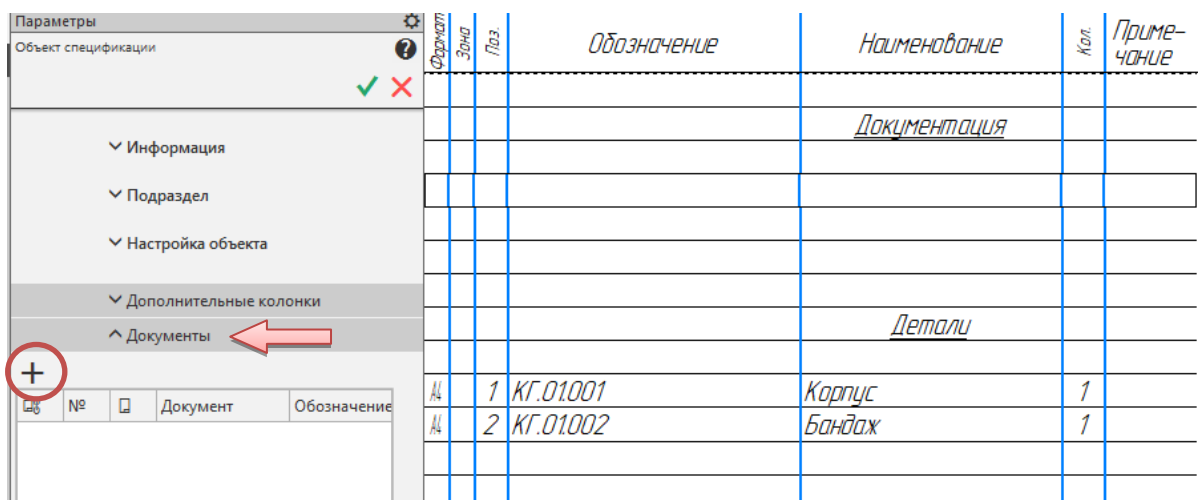 Параметры
Объект спецификации
Информация
Подраздел
Настройка объекта
Дополнительные колонки
Документы
№ Документ Обозначение
Формат Зона Поз. Обозначение Наименование Кол. Приме-
чание
Документация
Детали
А4 1 КГ.01.001 Корпус 1
А4 2 КГ.01.002 Бандаж 1